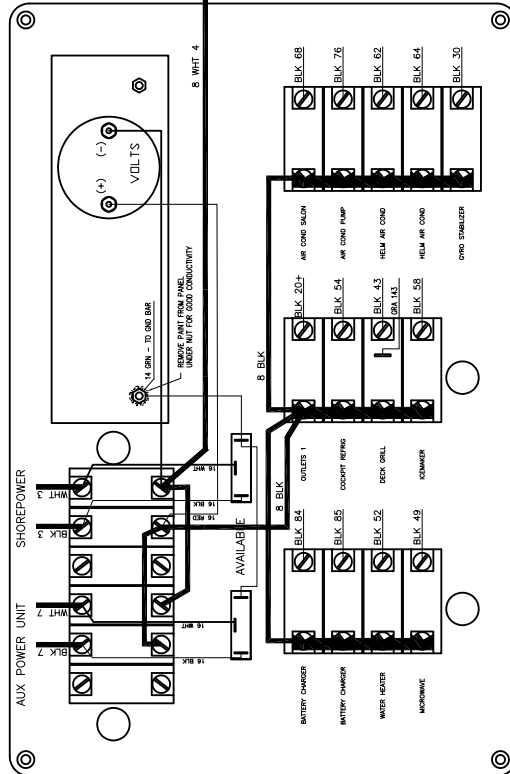 8 WHT 4
(-)
(+)
VOLTS
14 GRN - TO GND BAR
REMOVE PAINT FROM PANEL
UNDER NUT FOR GOOD CONDUCTIVITY
BLK 68
BLK 76
BLK 62
BLK 64
BLK 30
AIR COND SALON
AIR COND PUMP
HELM AIR COND
HELM AIR COND
GYRO STABILIZER
8 BLK
BLK 20+
BLK 54
BLK 43
GRA 143
BLK 58
OUTLETS 1
COCKPIT REFRIG
DECK GRILL
ICEMAKER
8 BLK
SHOREPOWER
WHT 3
BLK 3
16 WHT
16 BLK
16 RED
AVAILABLE
APU POWER UNIT
WHT 7
BLK 7
16 WHT
16 BLK
BLK 84
BLK 85
BLK 52
BLK 49
BATTERY CHARGER
BATTERY CHARGER
WATER HEATER
MICROWAVE